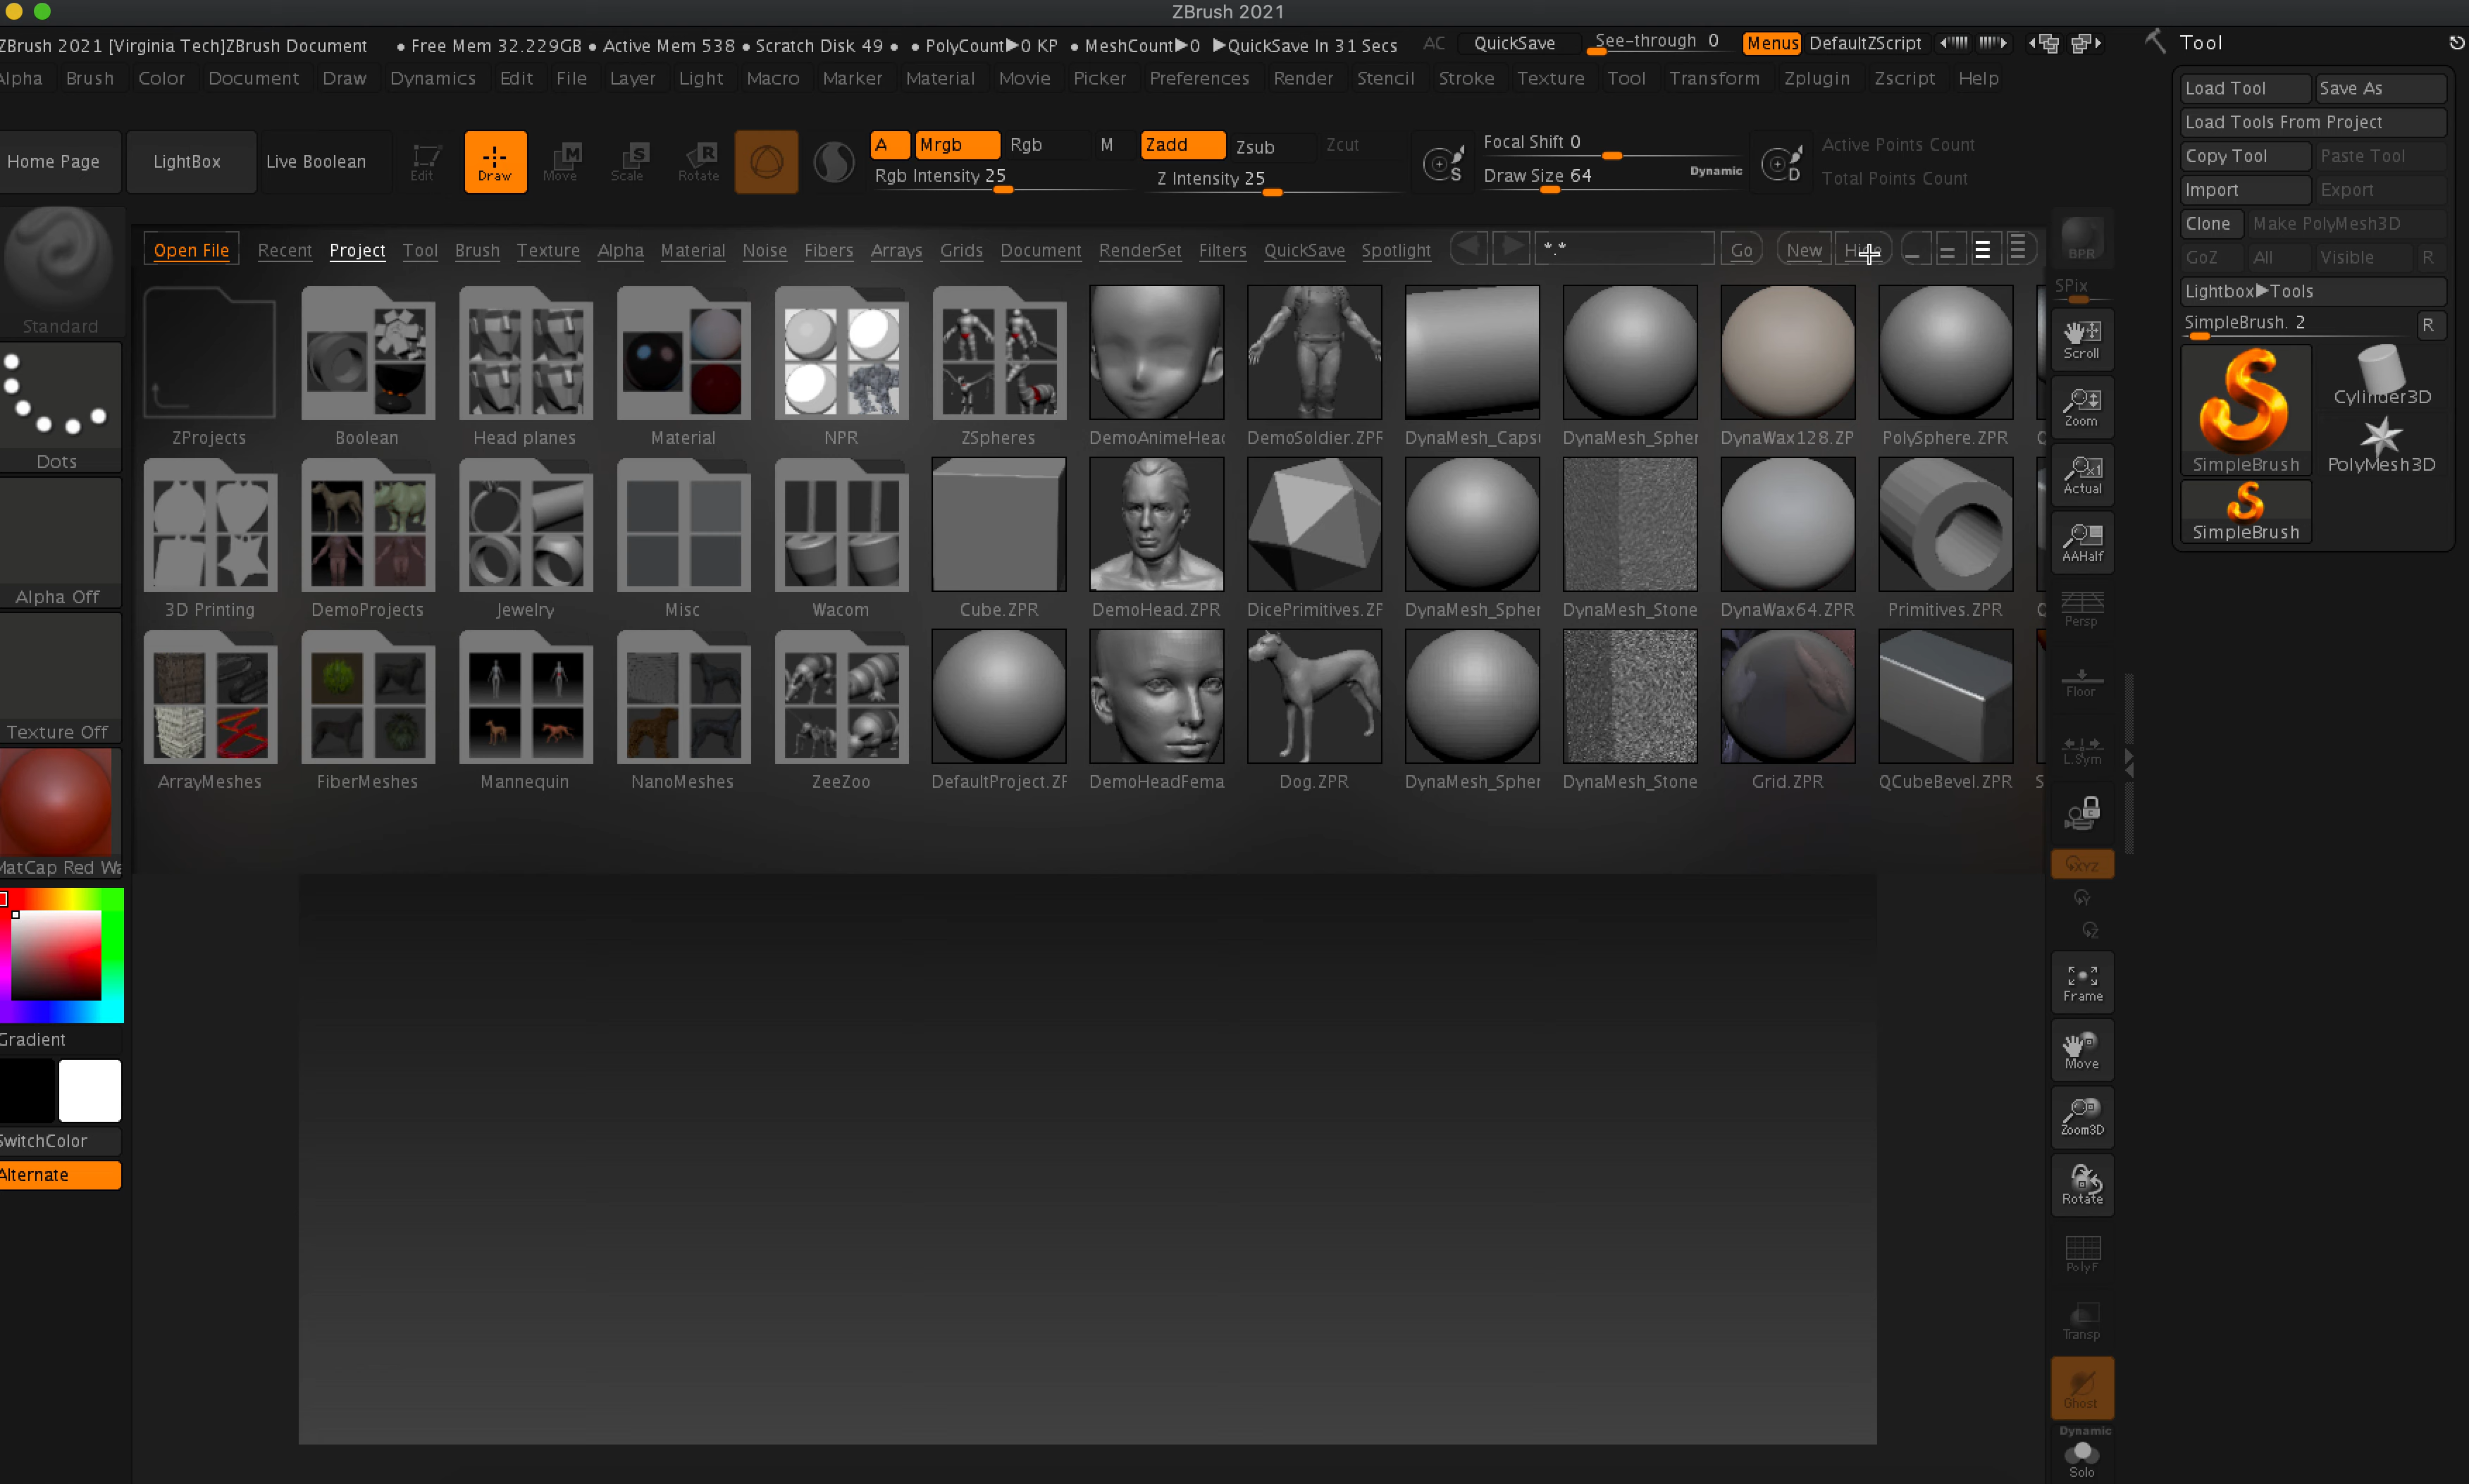 ZBrush 2021
ZBrush 2021 [Virginia Tech]ZBrush Document • Free Mem 32.229GB • Active Mem 538 • Scratch Disk 49 • • PolyCount▶0 KP • MeshCount▶0 ▶QuickSave In 31 Secs AC QuickSave See-through 0 Menus DefaultZScript
Alpha Brush Color Document Draw Dynamics Edit File Layer Light Macro Marker Material Movie Picker Preferences Render Stencil Stroke Texture Tool Transform Zplugin Zscript Help
Home Page LightBox Live Boolean Edit Draw Move Scale Rotate
M S R
A Mrgb Rgb M Zadd Zsub Zcut
Rgb Intensity 25 Z Intensity 25
S Focal Shift 0
Draw Size 64 Dynamic
D Active Points Count
Total Points Count
Open File Recent Project Tool Brush Texture Alpha Material Noise Fibers Arrays Grids Document RenderSet Filters QuickSave Spotlight *.* Go New Hide
ZProjects Boolean Head planes Material NPR ZSpheres DemoAnimeHead DemoSoldier.ZPR DynaMesh_Capsu DynaMesh_Spher DynaWax128.ZP PolySphere.ZPR
3D Printing DemoProjects Jewelry Misc Wacom Cube.ZPR DemoHead.ZPR DicePrimitives.ZP DynaMesh_Spher DynaMesh_Stone DynaWax64.ZPR Primitives.ZPR
ArrayMeshes FiberMeshes Mannequin NanoMeshes ZeeZoo DefaultProject.ZP DemoHeadFema Dog.ZPR DynaMesh_Spher DynaMesh_Stone Grid.ZPR QCubeBevel.ZPR S
Standard
Dots
Alpha Off
Texture Off
MatCap Red Wa
Gradient
SwitchColor
Alternate
BPR
SPix
Scroll
Zoom
Actual
AAHalf
Persp
Floor
L.Sym
XYZ
Y
Z
Frame
Move
Zoom3D
Rotate
PolyF
Transp
Ghost
Dynamic
Solo
Tool
Load Tool Save As
Load Tools From Project
Copy Tool Paste Tool
Import Export
Clone Make PolyMesh3D
GoZ All Visible R
Lightbox▶Tools
SimpleBrush. 2 R
SimpleBrush Cylinder3D
PolyMesh3D
SimpleBrush